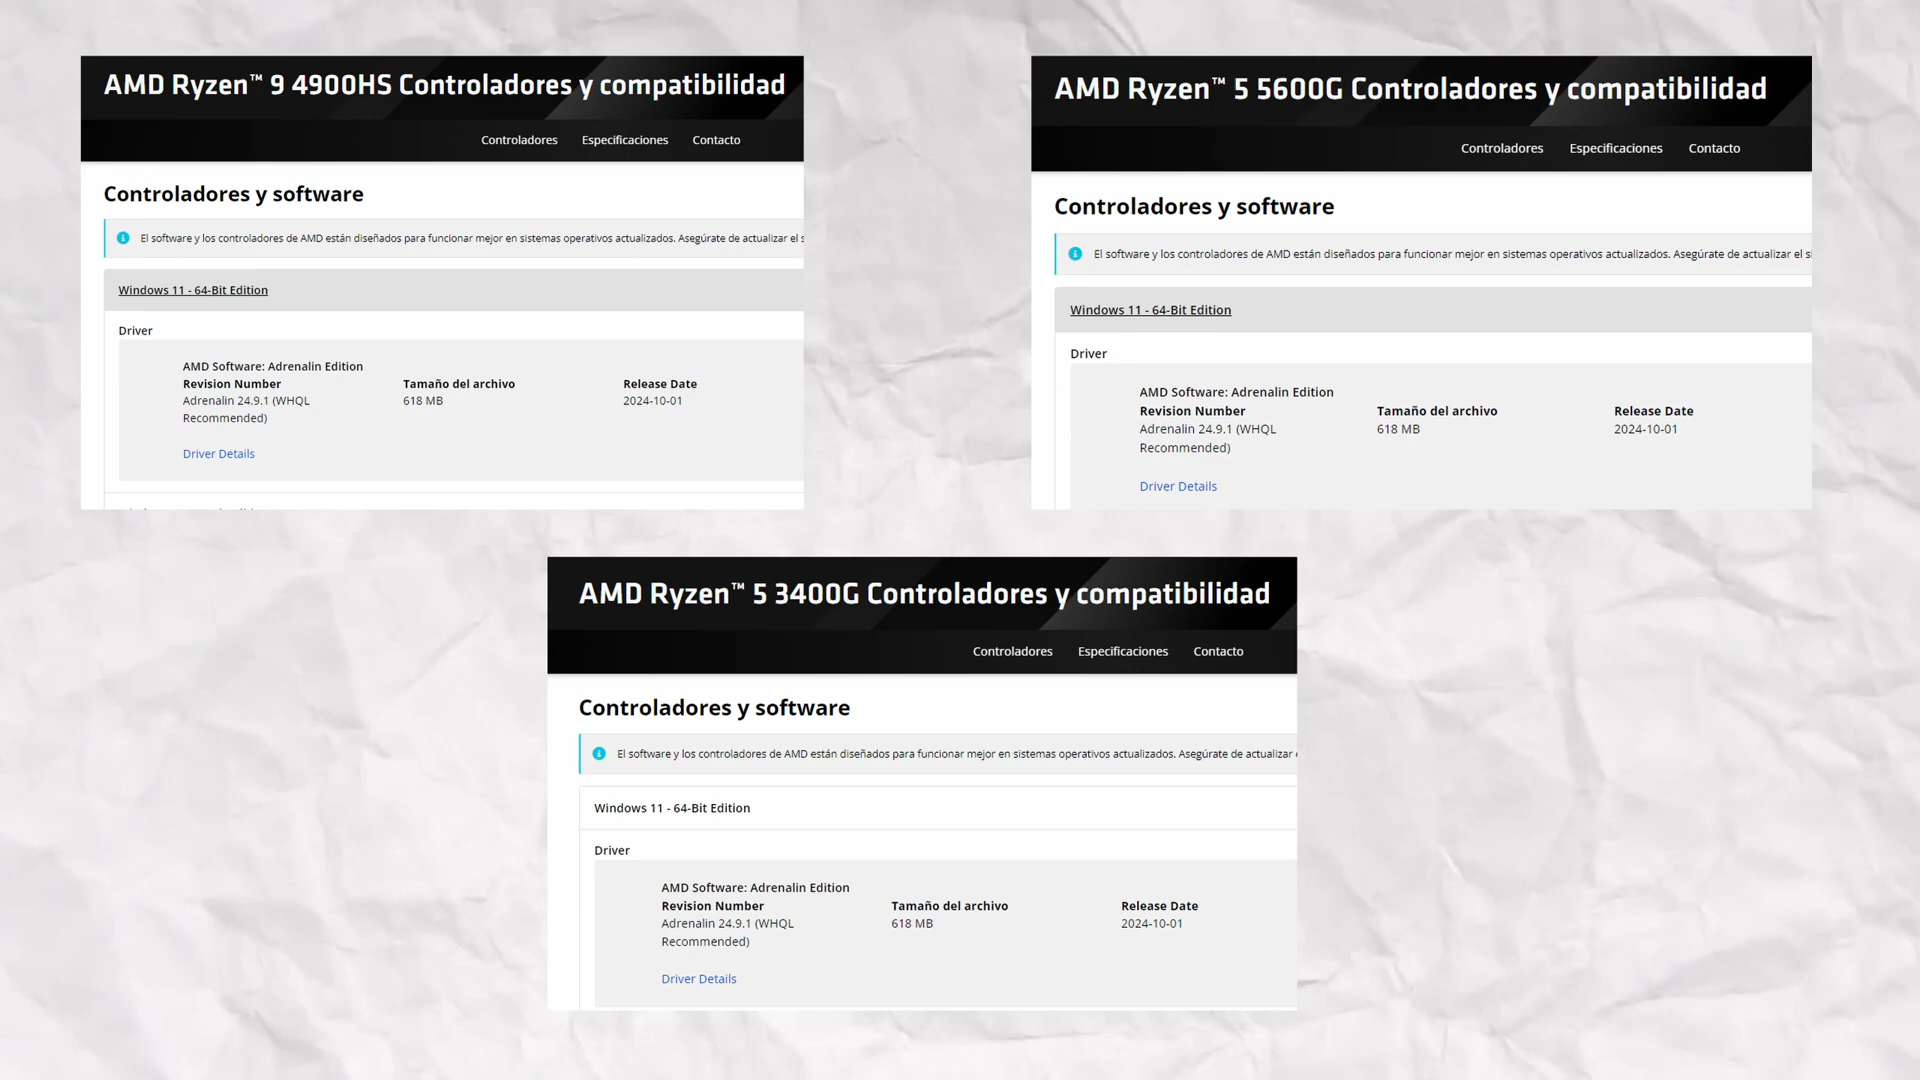 AMD Ryzen™ 9 4900HS Controladores y compatibilidad
Controladores Especificaciones Contacto
Controladores y software
El software y los controladores de AMD están diseñados para funcionar mejor en sistemas operativos actualizados. Asegúrate de actualizar el s
Windows 11 - 64-Bit Edition
Driver
AMD Software: Adrenalin Edition
Revision Number Tamaño del archivo Release Date
Adrenalin 24.9.1 (WHQL 618 MB 2024-10-01
Recommended)
Driver Details
AMD Ryzen™ 5 5600G Controladores y compatibilidad
Controladores Especificaciones Contacto
Controladores y software
El software y los controladores de AMD están diseñados para funcionar mejor en sistemas operativos actualizados. Asegúrate de actualizar el si
Windows 11 - 64-Bit Edition
Driver
AMD Software: Adrenalin Edition
Revision Number Tamaño del archivo Release Date
Adrenalin 24.9.1 (WHQL 618 MB 2024-10-01
Recommended)
Driver Details
AMD Ryzen™ 5 3400G Controladores y compatibilidad
Controladores Especificaciones Contacto
Controladores y software
El software y los controladores de AMD están diseñados para funcionar mejor en sistemas operativos actualizados. Asegúrate de actualizar
Windows 11 - 64-Bit Edition
Driver
AMD Software: Adrenalin Edition
Revision Number Tamaño del archivo Release Date
Adrenalin 24.9.1 (WHQL 618 MB 2024-10-01
Recommended)
Driver Details